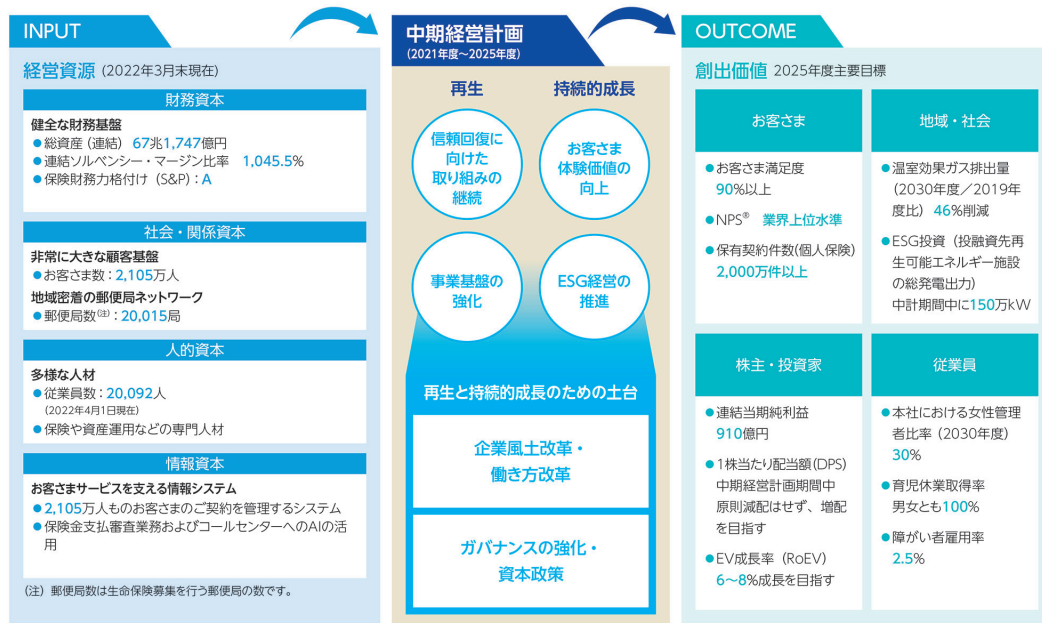 INPUT
経営資源 (2022年3月末現在)
財務資本
健全な財務基盤
●総資産（連結） 67兆1,747億円
●連結ソルベンシー・マージン比率 1,045.5%
●保険財務力格付け（S&P）：A
社会・関係資本
非常に大きな顧客基盤
●お客さま数：2,105万人
地域密着の郵便局ネットワーク
●郵便局数(注)：20,015局
人的資本
多様な人材
●従業員数：20,092人
(2022年4月1日現在)
●保険や資産運用などの専門人材
情報資本
お客さまサービスを支える情報システム
●2,105万人ものお客さまのご契約を管理するシステム
●保険金支払審査業務およびコールセンターへのAIの活
用
(注) 郵便局数は生命保険募集を行う郵便局の数です。
中期経営計画
(2021年度〜2025年度)
再生
持続的成長
信頼回復に
向けた
取り組みの
継続
お客さま
体験価値の
向上
事業基盤の
強化
ESG経営の
推進
再生と持続的成長のための土台
企業風土改革・
働き方改革
ガバナンスの強化・
資本政策
OUTCOME
創出価値 2025年度主要目標
お客さま
●お客さま満足度
90%以上
●NPS® 業界上位水準
●保有契約件数(個人保険)
2,000万件以上
地域・社会
●温室効果ガス排出量
(2030年度／2019年
度比) 46%削減
●ESG投資（投融資先再
生可能エネルギー施設
の総発電出力）
中計期間中に150万kW
株主・投資家
●連結当期純利益
910億円
●1株当たり配当額(DPS)
中期経営計画期間中
原則減配はせず、増配
を目指す
●EV成長率（RoEV）
6〜8%成長を目指す
従業員
●本社における女性管理
者比率（2030年度）
30%
●育児休業取得率
男女とも100%
●障がい者雇用率
2.5%